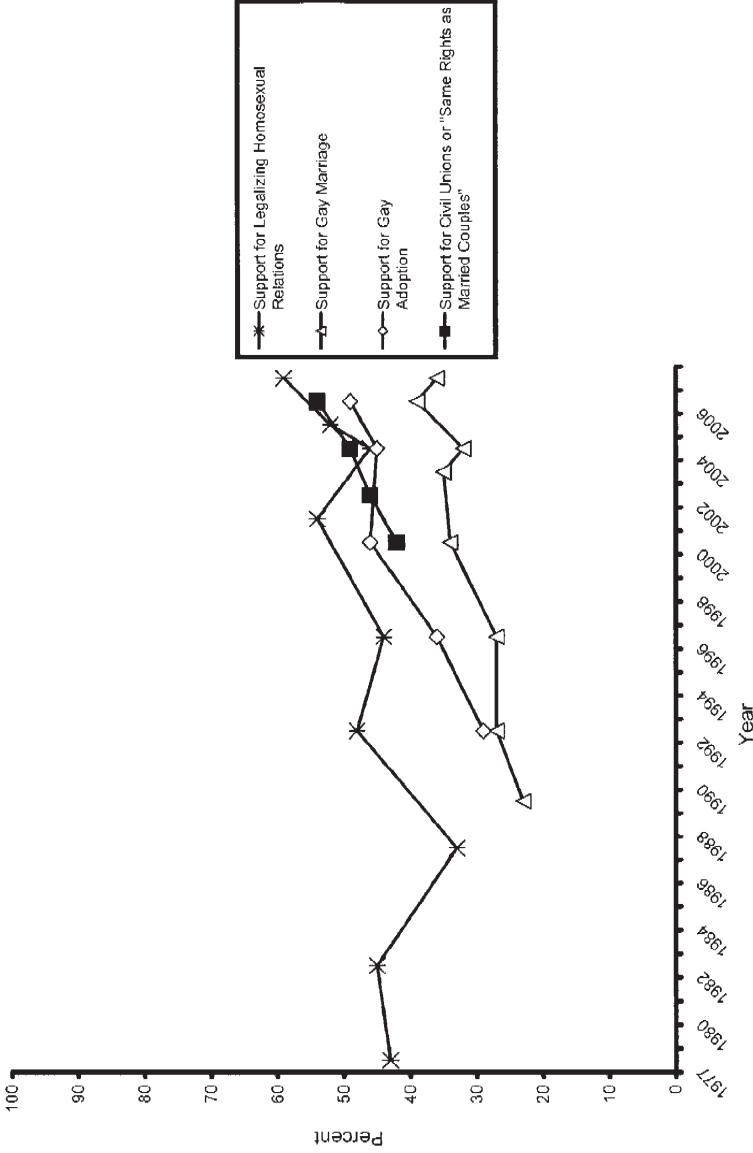 Support for Legalizing Homosexual
Relations
Support for Gay Marriage
Support for Gay
Adoption
Support for Civil Unions or "Same Rights as
Married Couples"
Percent
100
90
80
70
60
50
40
30
20
10
0
1977
1980
1982
1984
1986
1988
1990
1992
1994
1996
1998
2000
2002
2004
2006
Year